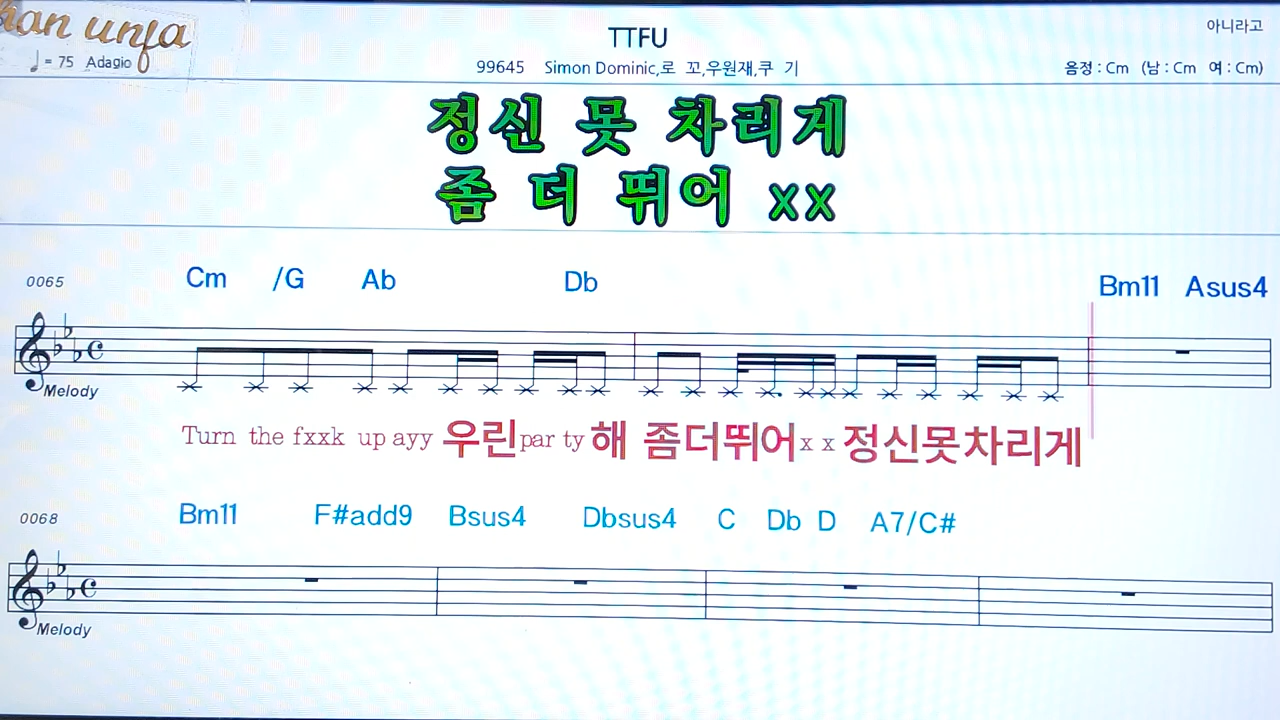 han unfa
TTFU
아니라고
♩ = 75 Adagio
99645 Simon Dominic,로 꼬,우원재,쿠 기
음정 : Cm (남 : Cm 여 : Cm)
정신 못 차리게
좀 더 뛰어 xx
0065 Cm /G Ab Db Bm11 Asus4
Melody
Turn the fxxk up ayy 우린 par ty 해 좀더뛰어 x x 정신못차리게
0068 Bm11 F#add9 Bsus4 Dbsus4 C Db D A7/C#
Melody